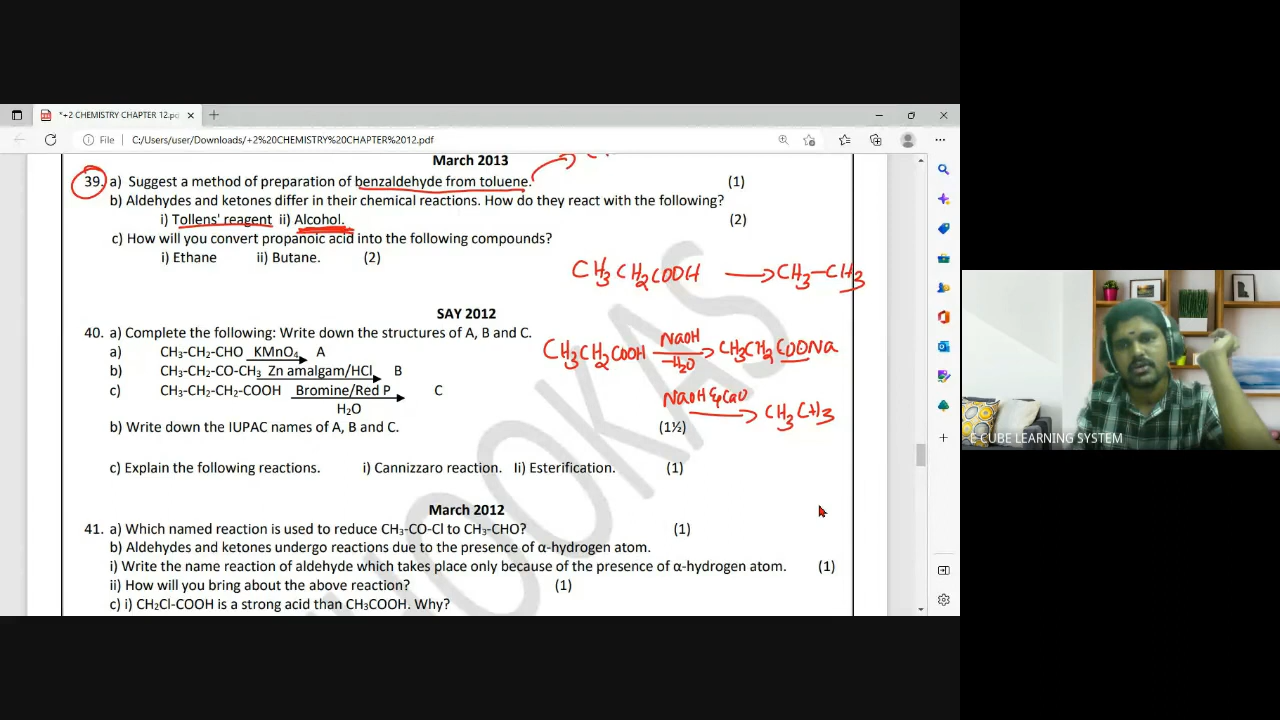 *+2 CHEMISTRY CHAPTER 12.pd
File C:/Users/user/Downloads/+2%20CHEMISTRY%20CHAPTER%2012.pdf
March 2013
39. a) Suggest a method of preparation of benzaldehyde from toluene. (1)
b) Aldehydes and ketones differ in their chemical reactions. How do they react with the following?
i) Tollens' reagent ii) Alcohol. (2)
c) How will you convert propanoic acid into the following compounds?
i) Ethane ii) Butane. (2)
CH3 CH2COOH → CH3–CH3
SAY 2012
40. a) Complete the following: Write down the structures of A, B and C.
a) CH₃-CH₂-CHO KMnO₄ A
b) CH₃-CH₂-CO-CH₃ Zn amalgam/HCl B
c) CH₃-CH₂-CH₂-COOH Bromine/Red P C
H₂O
CH3CH2COOH NaOH → CH3CH2COONa
H2O
NaOH & CaO → CH3CH3
b) Write down the IUPAC names of A, B and C. (1½)
c) Explain the following reactions. i) Cannizzaro reaction. Ii) Esterification. (1)
March 2012
41. a) Which named reaction is used to reduce CH₃-CO-Cl to CH₃-CHO? (1)
b) Aldehydes and ketones undergo reactions due to the presence of α-hydrogen atom.
i) Write the name reaction of aldehyde which takes place only because of the presence of α-hydrogen atom. (1)
ii) How will you bring about the above reaction? (1)
c) i) CH₂Cl-COOH is a strong acid than CH₃COOH. Why?
E CUBE LEARNING SYSTEM